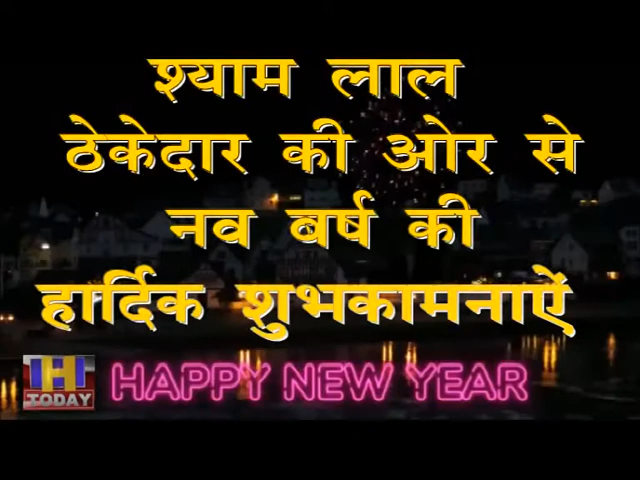 श्याम लाल
ठेकेदार की ओर से
नव बर्ष की
हार्दिक शुभकामनाऐं
H
TODAY
HAPPY NEW YEAR